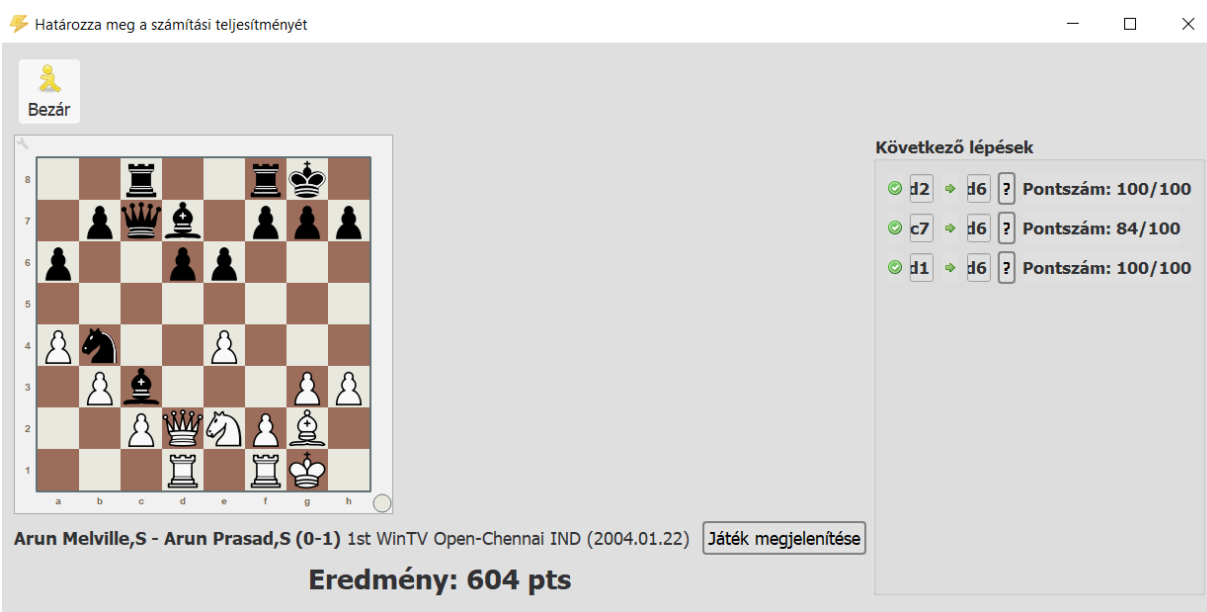 Határozza meg a számítási teljesítményét
Bezár
Következő lépések
d2 d6 ? Pontszám: 100/100
c7 d6 ? Pontszám: 84/100
d1 d6 ? Pontszám: 100/100
8
7
6
5
4
3
2
1
a b c d e f g h
Arun Melville,S - Arun Prasad,S (0-1) 1st WinTV Open-Chennai IND (2004.01.22) Játék megjelenítése
Eredmény: 604 pts